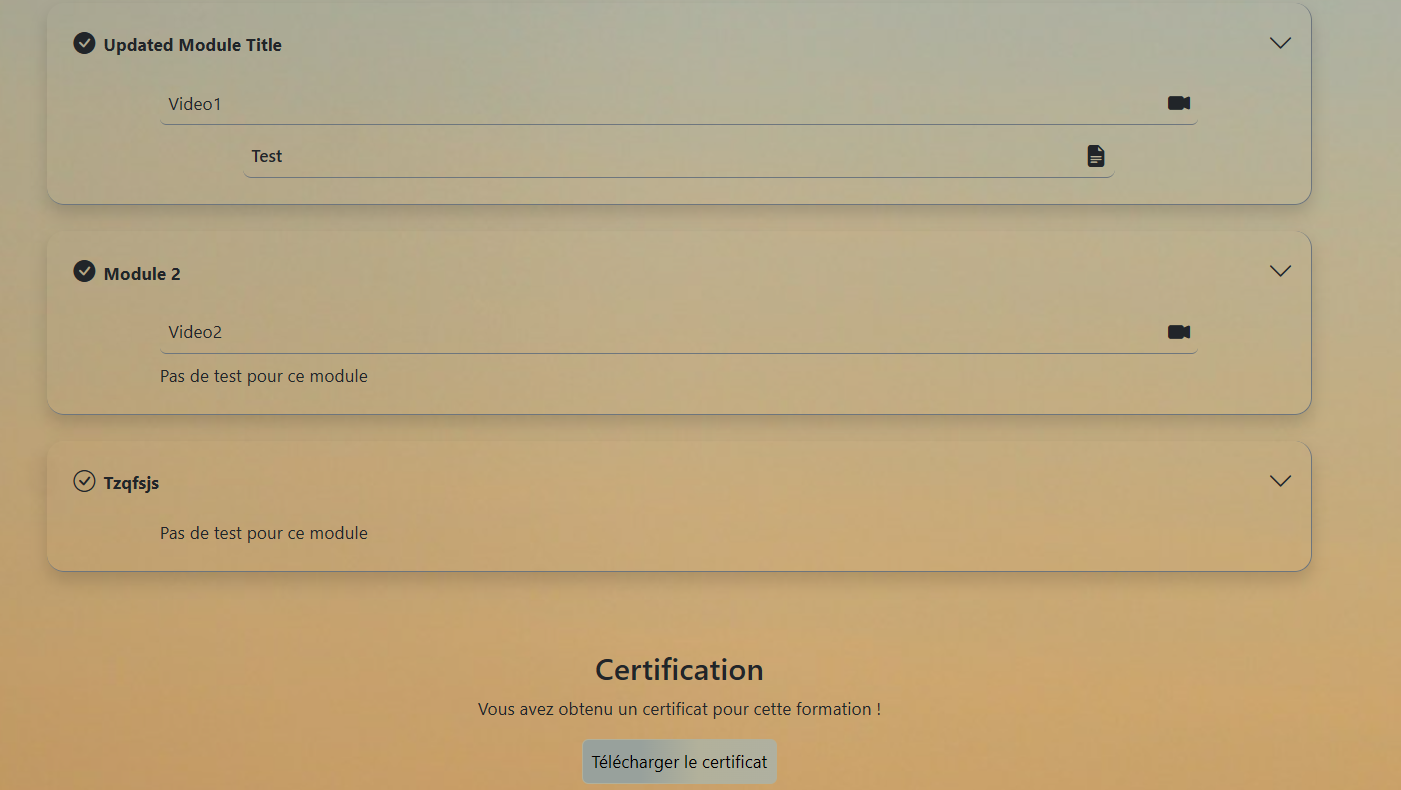 Updated Module Title
Video1
Test
Module 2
Video2
Pas de test pour ce module
Tzqfsjs
Pas de test pour ce module
Certification
Vous avez obtenu un certificat pour cette formation !
Télécharger le certificat